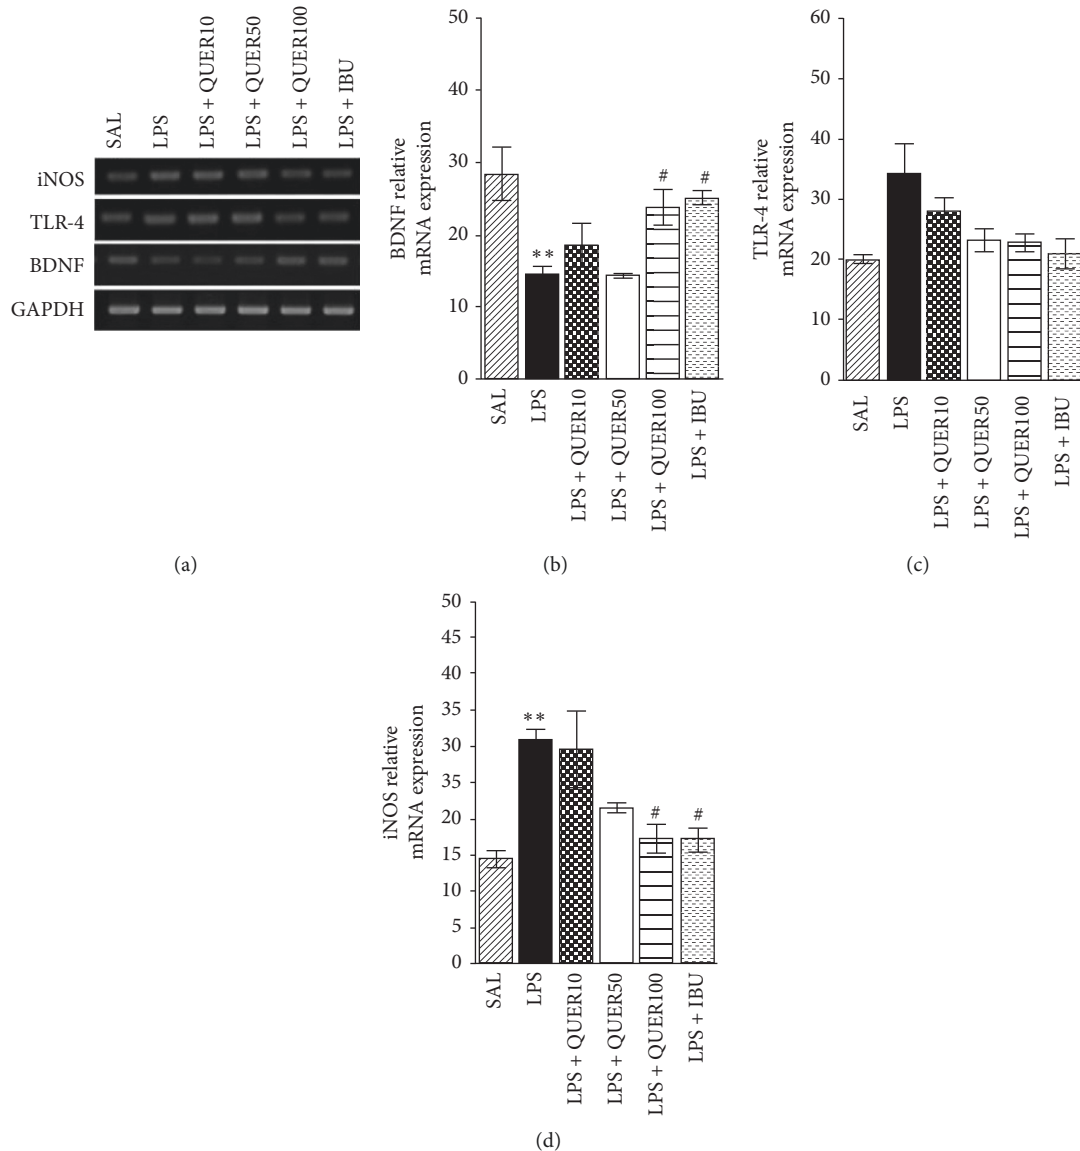 SAL
LPS
LPS + QUER10
LPS + QUER50
LPS + QUER100
LPS + IBU
iNOS
TLR-4
BDNF
GAPDH
(a)
BDNF relative
mRNA expression
50
40
30
20
10
0
**
#
#
SAL
LPS
LPS + QUER10
LPS + QUER50
LPS + QUER100
LPS + IBU
(b)
TLR-4 relative
mRNA expression
60
50
40
30
20
10
0
SAL
LPS
LPS + QUER10
LPS + QUER50
LPS + QUER100
LPS + IBU
(c)
iNOS relative
mRNA expression
50
45
40
35
30
25
20
15
10
5
0
**
#
#
SAL
LPS
LPS + QUER10
LPS + QUER50
LPS + QUER100
LPS + IBU
(d)